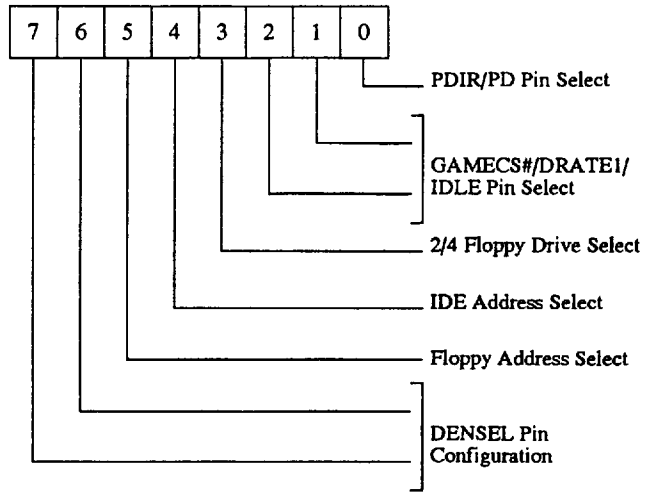 7 6 5 4 3 2 1 0
PDIR/PD Pin Select
GAMECS#/DRATE1/
IDLE Pin Select
2/4 Floppy Drive Select
IDE Address Select
Floppy Address Select
DENSEL Pin
Configuration